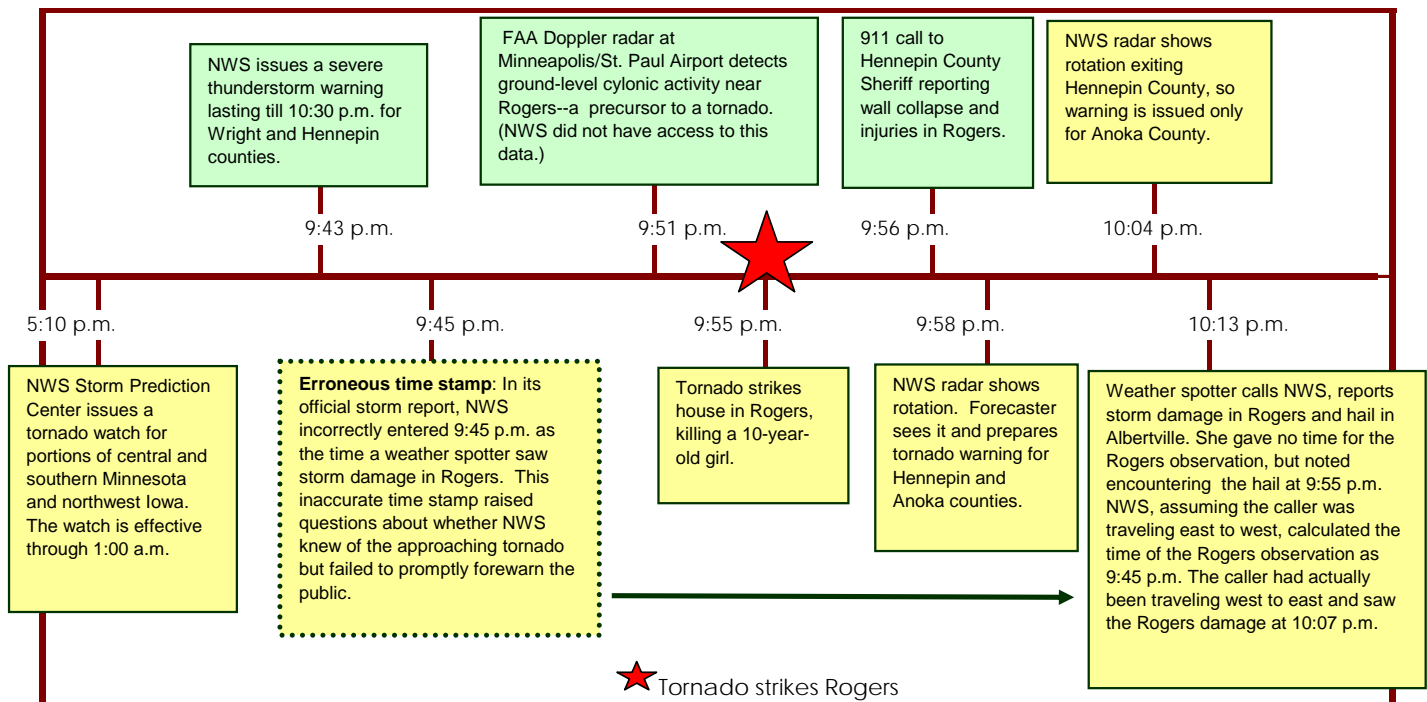 NWS issues a severe
thunderstorm warning
lasting till 10:30 p.m. for
Wright and Hennepin
counties.
FAA Doppler radar at
Minneapolis/St. Paul Airport detects
ground-level cylonic activity near
Rogers--a precursor to a tornado.
(NWS did not have access to this
data.)
911 call to
Hennepin County
Sheriff reporting
wall collapse and
injuries in Rogers.
NWS radar shows
rotation exiting
Hennepin County, so
warning is issued only
for Anoka County.
9:43 p.m.
9:51 p.m.
9:56 p.m.
10:04 p.m.
5:10 p.m.
9:45 p.m.
9:55 p.m.
9:58 p.m.
10:13 p.m.
NWS Storm Prediction
Center issues a
tornado watch for
portions of central and
southern Minnesota
and northwest Iowa.
The watch is effective
through 1:00 a.m.
Erroneous time stamp: In its
official storm report, NWS
incorrectly entered 9:45 p.m. as
the time a weather spotter saw
storm damage in Rogers. This
inaccurate time stamp raised
questions about whether NWS
knew of the approaching tornado
but failed to promptly forewarn the
public.
Tornado strikes
house in Rogers,
killing a 10-year-
old girl.
NWS radar shows
rotation. Forecaster
sees it and prepares
tornado warning for
Hennepin and
Anoka counties.
Weather spotter calls NWS, reports
storm damage in Rogers and hail in
Albertville. She gave no time for the
Rogers observation, but noted
encountering the hail at 9:55 p.m.
NWS, assuming the caller was
traveling east to west, calculated the
time of the Rogers observation as
9:45 p.m. The caller had actually
been traveling west to east and saw
the Rogers damage at 10:07 p.m.
Tornado strikes Rogers